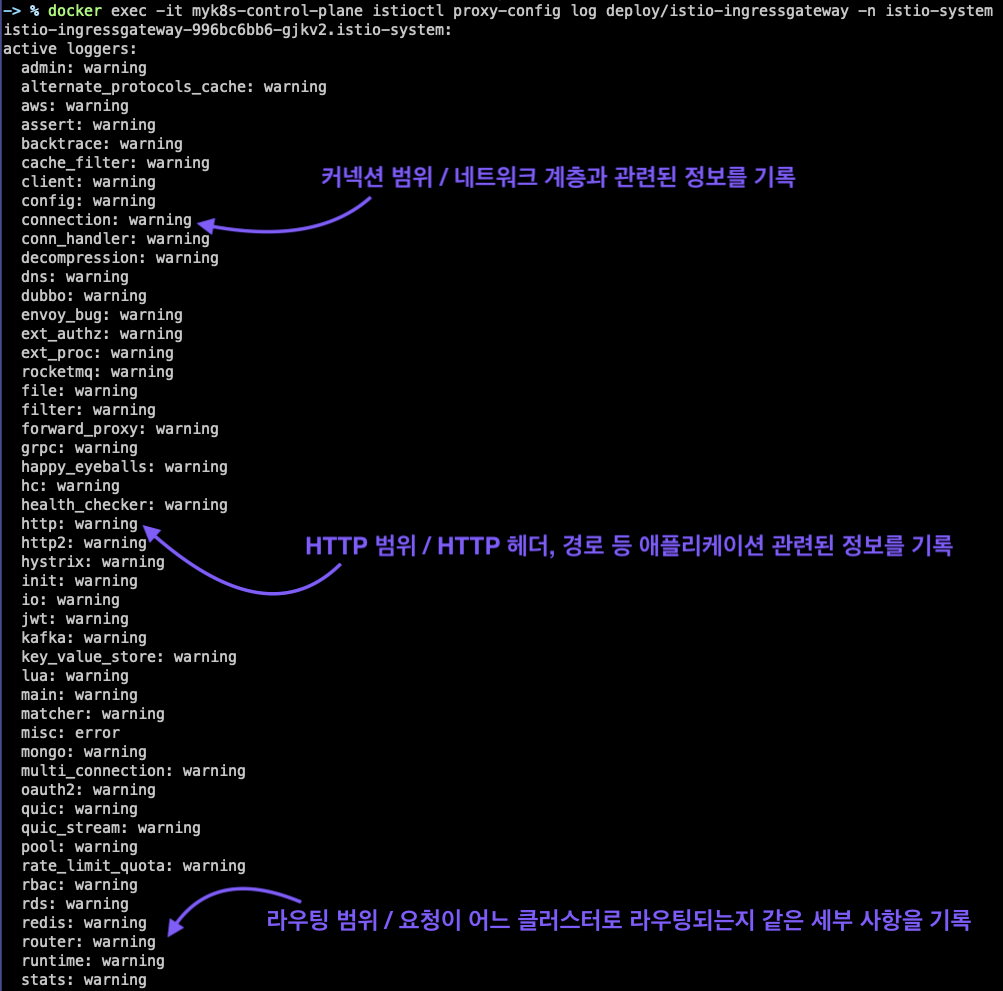 -> % docker exec -it myk8s-control-plane istioctl proxy-config log deploy/istio-ingressgateway -n istio-system
istio-ingressgateway-996bc6bb6-gjkv2.istio-system:
active loggers:
admin: warning
alternate_protocols_cache: warning
aws: warning
assert: warning
backtrace: warning
cache_filter: warning
커넥션 범위 / 네트워크 계층과 관련된 정보를 기록
client: warning
config: warning
connection: warning
conn_handler: warning
decompression: warning
dns: warning
dubbo: warning
envoy_bug: warning
ext_authz: warning
ext_proc: warning
rocketmq: warning
file: warning
filter: warning
forward_proxy: warning
grpc: warning
happy_eyeballs: warning
hc: warning
health_checker: warning
http: warning
http2: warning
HTTP 범위 / HTTP 헤더, 경로 등 애플리케이션 관련된 정보를 기록
hystrix: warning
init: warning
io: warning
jwt: warning
kafka: warning
key_value_store: warning
lua: warning
main: warning
matcher: warning
misc: error
mongo: warning
multi_connection: warning
oauth2: warning
quic: warning
quic_stream: warning
pool: warning
rate_limit_quota: warning
rbac: warning
rds: warning
redis: warning
라우팅 범위 / 요청이 어느 클러스터로 라우팅되는지 같은 세부 사항을 기록
router: warning
runtime: warning
stats: warning